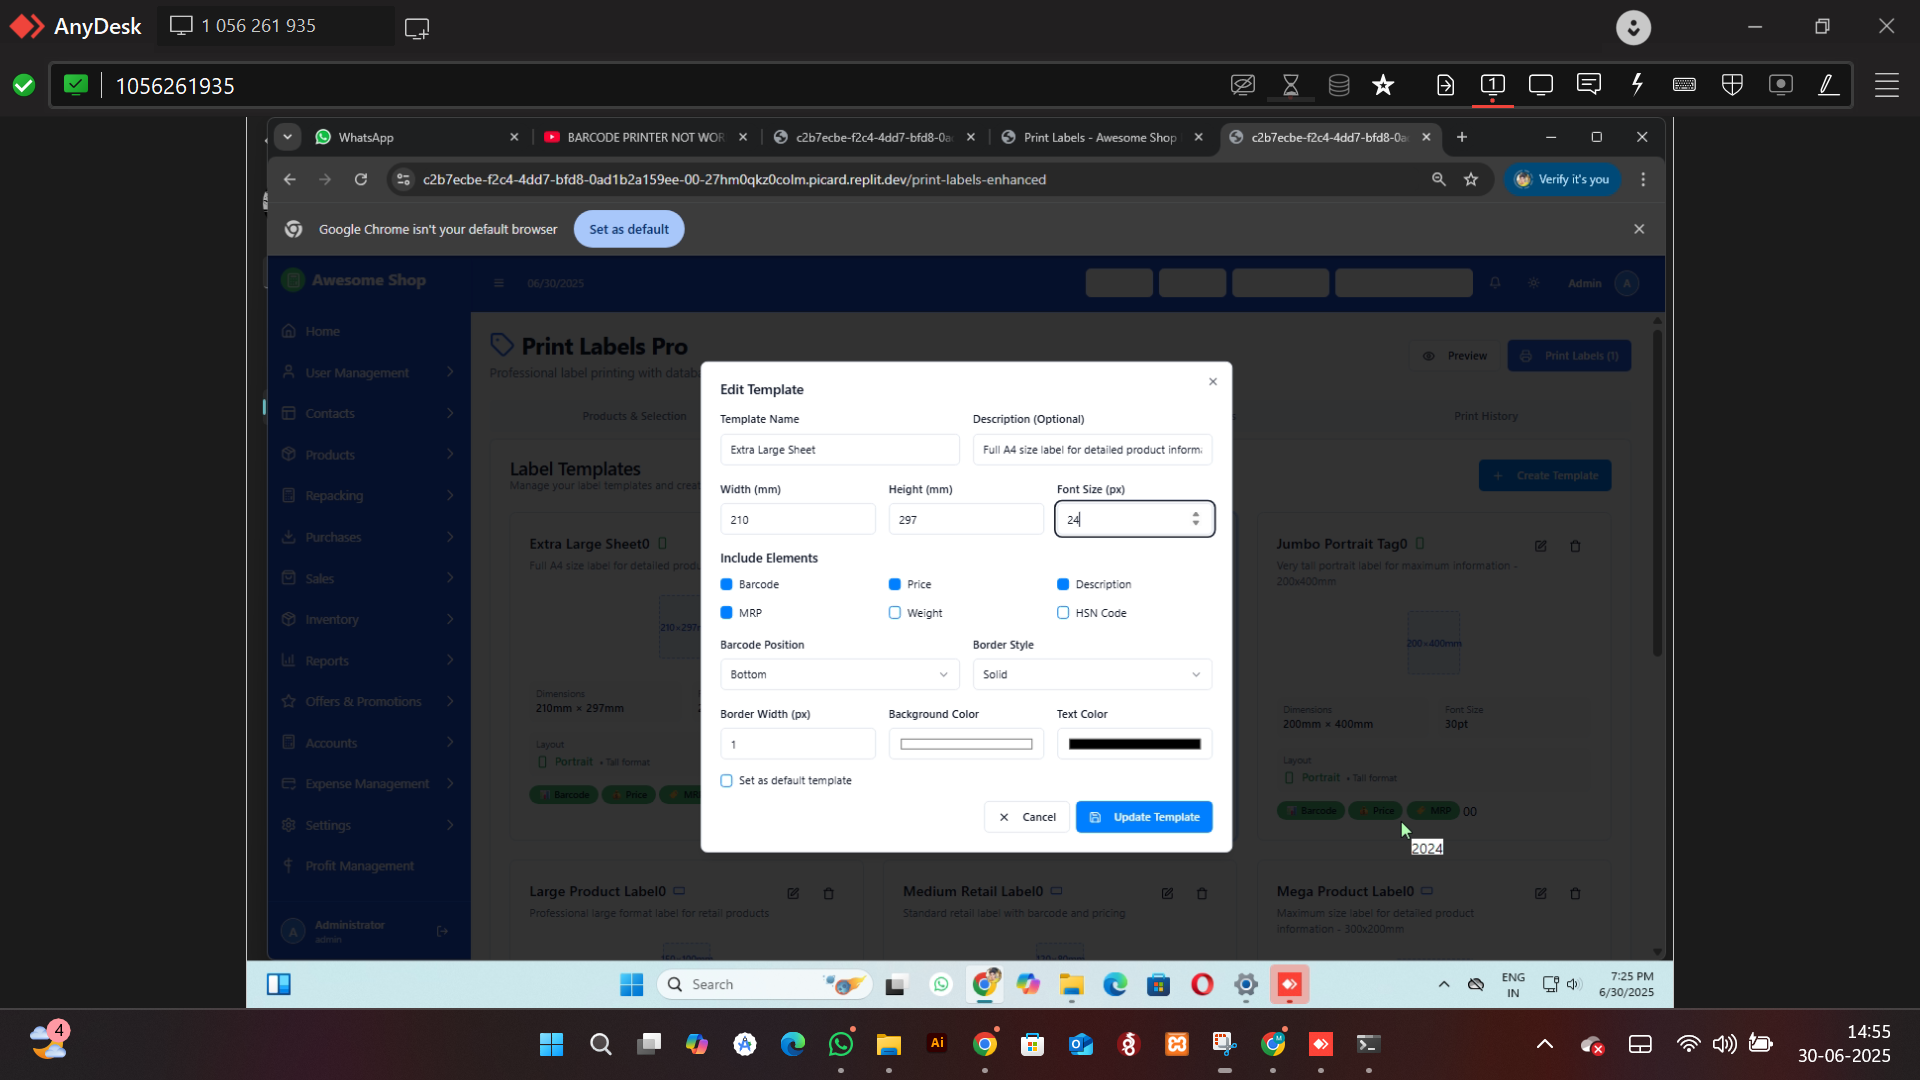 AnyDesk
1 056 261 935
1056261935
WhatsApp
BARCODE PRINTER NOT WOR
c2b7ecbe-f2c4-4dd7-bfd8-0a
Print Labels - Awesome Shop
c2b7ecbe-f2c4-4dd7-bfd8-0a
c2b7ecbe-f2c4-4dd7-bfd8-0ad1b2a159ee-00-27hm0qkz0colm.picard.replit.dev/print-labels-enhanced
Verify it's you
Google Chrome isn't your default browser
Set as default
Awesome Shop
06/30/2025
Admin
A
Home
User Management
Contacts
Products
Repacking
Purchases
Sales
Inventory
Reports
Offers & Promotions
Accounts
Expense Management
Settings
Profit Management
A
Administrator
admin
Print Labels Pro
Professional label printing with datab
Preview
Print Labels (1)
Products & Selection
Print History
Label Templates
Manage your label templates and creat
Create Template
Extra Large Sheet0
Full A4 size label for detailed produ
210×297
Dimensions
210mm × 297mm
Layout
Portrait • Tall format
Barcode
Price
MR
Edit Template
Template Name
Description (Optional)
Extra Large Sheet
Full A4 size label for detailed product inform
Width (mm)
Height (mm)
Font Size (px)
210
297
24
Include Elements
Barcode
Price
Description
MRP
Weight
HSN Code
Barcode Position
Border Style
Bottom
Solid
Border Width (px)
Background Color
Text Color
1
Set as default template
Cancel
Update Template
Jumbo Portrait Tag0
Very tall portrait label for maximum information -
200x400mm
200×400mm
Dimensions
200mm × 400mm
Font Size
30pt
Layout
Portrait • Tall format
Barcode
Price
MRP
00
2024
Large Product Label0
Professional large format label for retail products
Medium Retail Label0
Standard retail label with barcode and pricing
Mega Product Label0
Maximum size label for detailed product
information - 300x200mm
Search
ENG
IN
7:25 PM
6/30/2025
4
Ai
14:55
30-06-2025